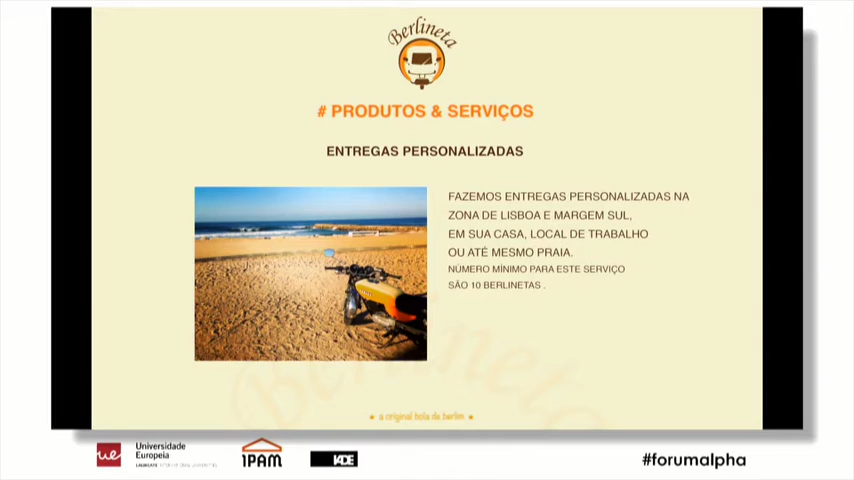 Berlineta
# PRODUTOS & SERVIÇOS
ENTREGAS PERSONALIZADAS
FAZEMOS ENTREGAS PERSONALIZADAS NA
ZONA DE LISBOA E MARGEM SUL,
EM SUA CASA, LOCAL DE TRABALHO
OU ATÉ MESMO PRAIA.
NÚMERO MÍNIMO PARA ESTE SERVIÇO
SÃO 10 BERLINETAS .
Berlineta
★ a original bola de berlim ★
Universidade
Europeia
LAUREATE
IPAM
IADE
#forumalpha